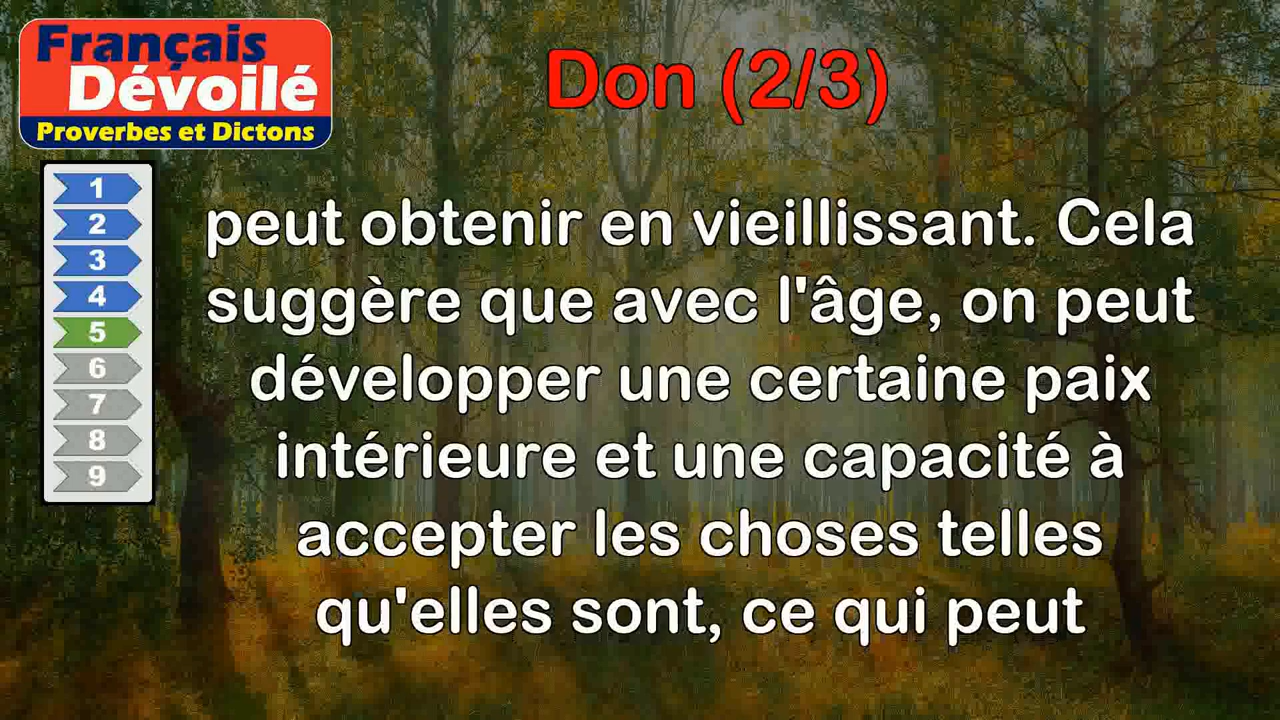 Français
Dévoilé
Proverbes et Dictons
Don (2/3)
1
2
3
4
5
6
7
8
9
peut obtenir en vieillissant. Cela
suggère que avec l'âge, on peut
développer une certaine paix
intérieure et une capacité à
accepter les choses telles
qu'elles sont, ce qui peut